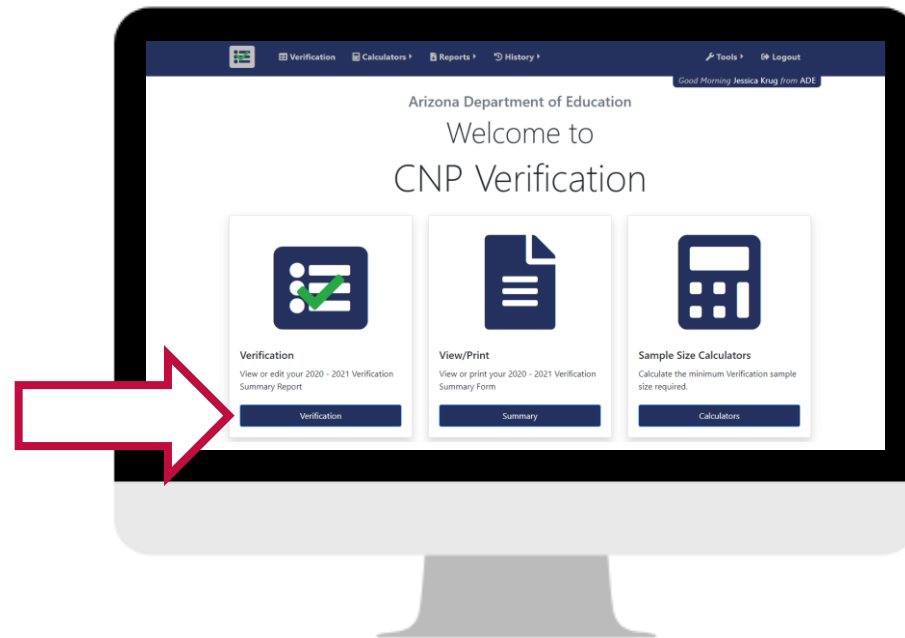 Verification Calculators Reports History Tools Logout
Good Morning Jessica Krug from ADE
Arizona Department of Education
Welcome to
CNP Verification
Verification
View or edit your 2020 - 2021 Verification
Summary Report
Verification
View/Print
View or print your 2020 - 2021 Verification
Summary Form
Summary
Sample Size Calculators
Calculate the minimum Verification sample
size required.
Calculators